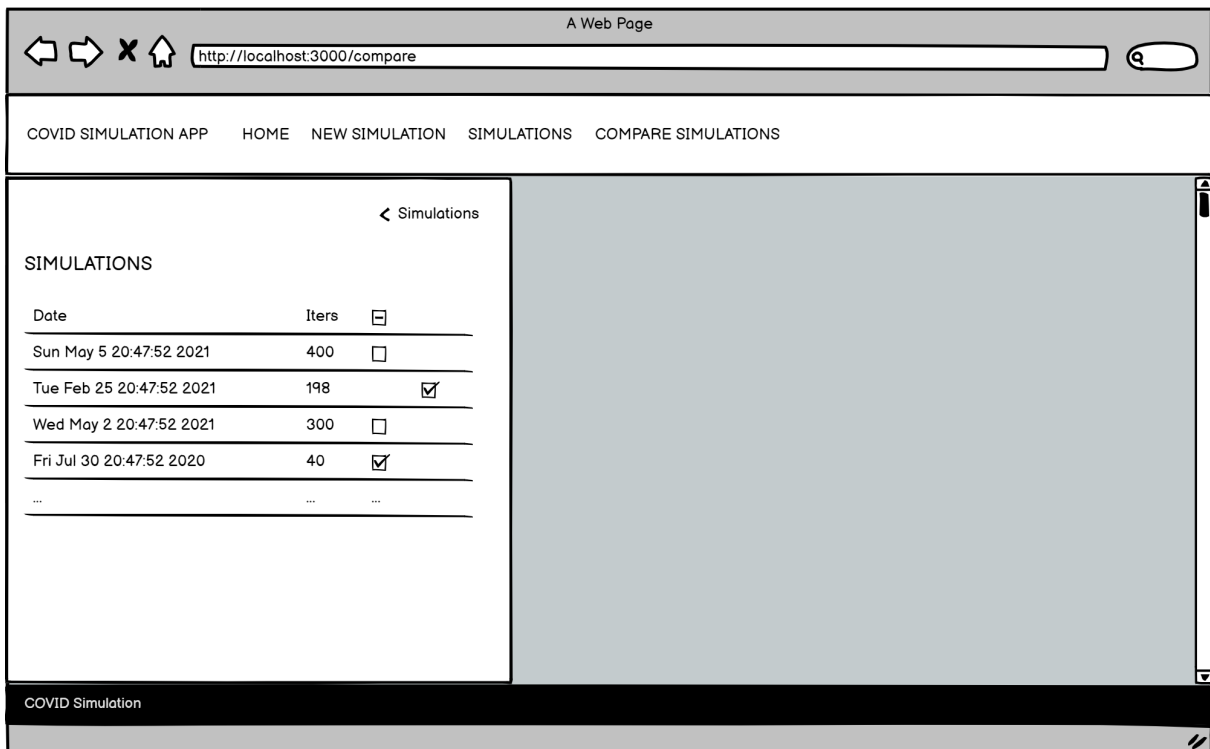 A Web Page
http://localhost:3000/compare
COVID SIMULATION APP HOME NEW SIMULATION SIMULATIONS COMPARE SIMULATIONS
Simulations
SIMULATIONS
Date Iters
Sun May 5 20:47:52 2021 400
Tue Feb 25 20:47:52 2021 198
Wed May 2 20:47:52 2021 300
Fri Jul 30 20:47:52 2020 40
... ... ...
COVID Simulation